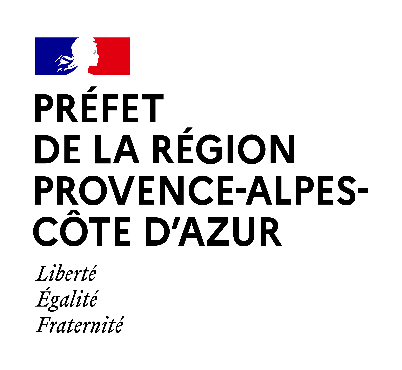 PRÉFET
DE LA RÉGION
PROVENCE-ALPES-
CÔTE D’AZUR
Liberté
Égalité
Fraternité